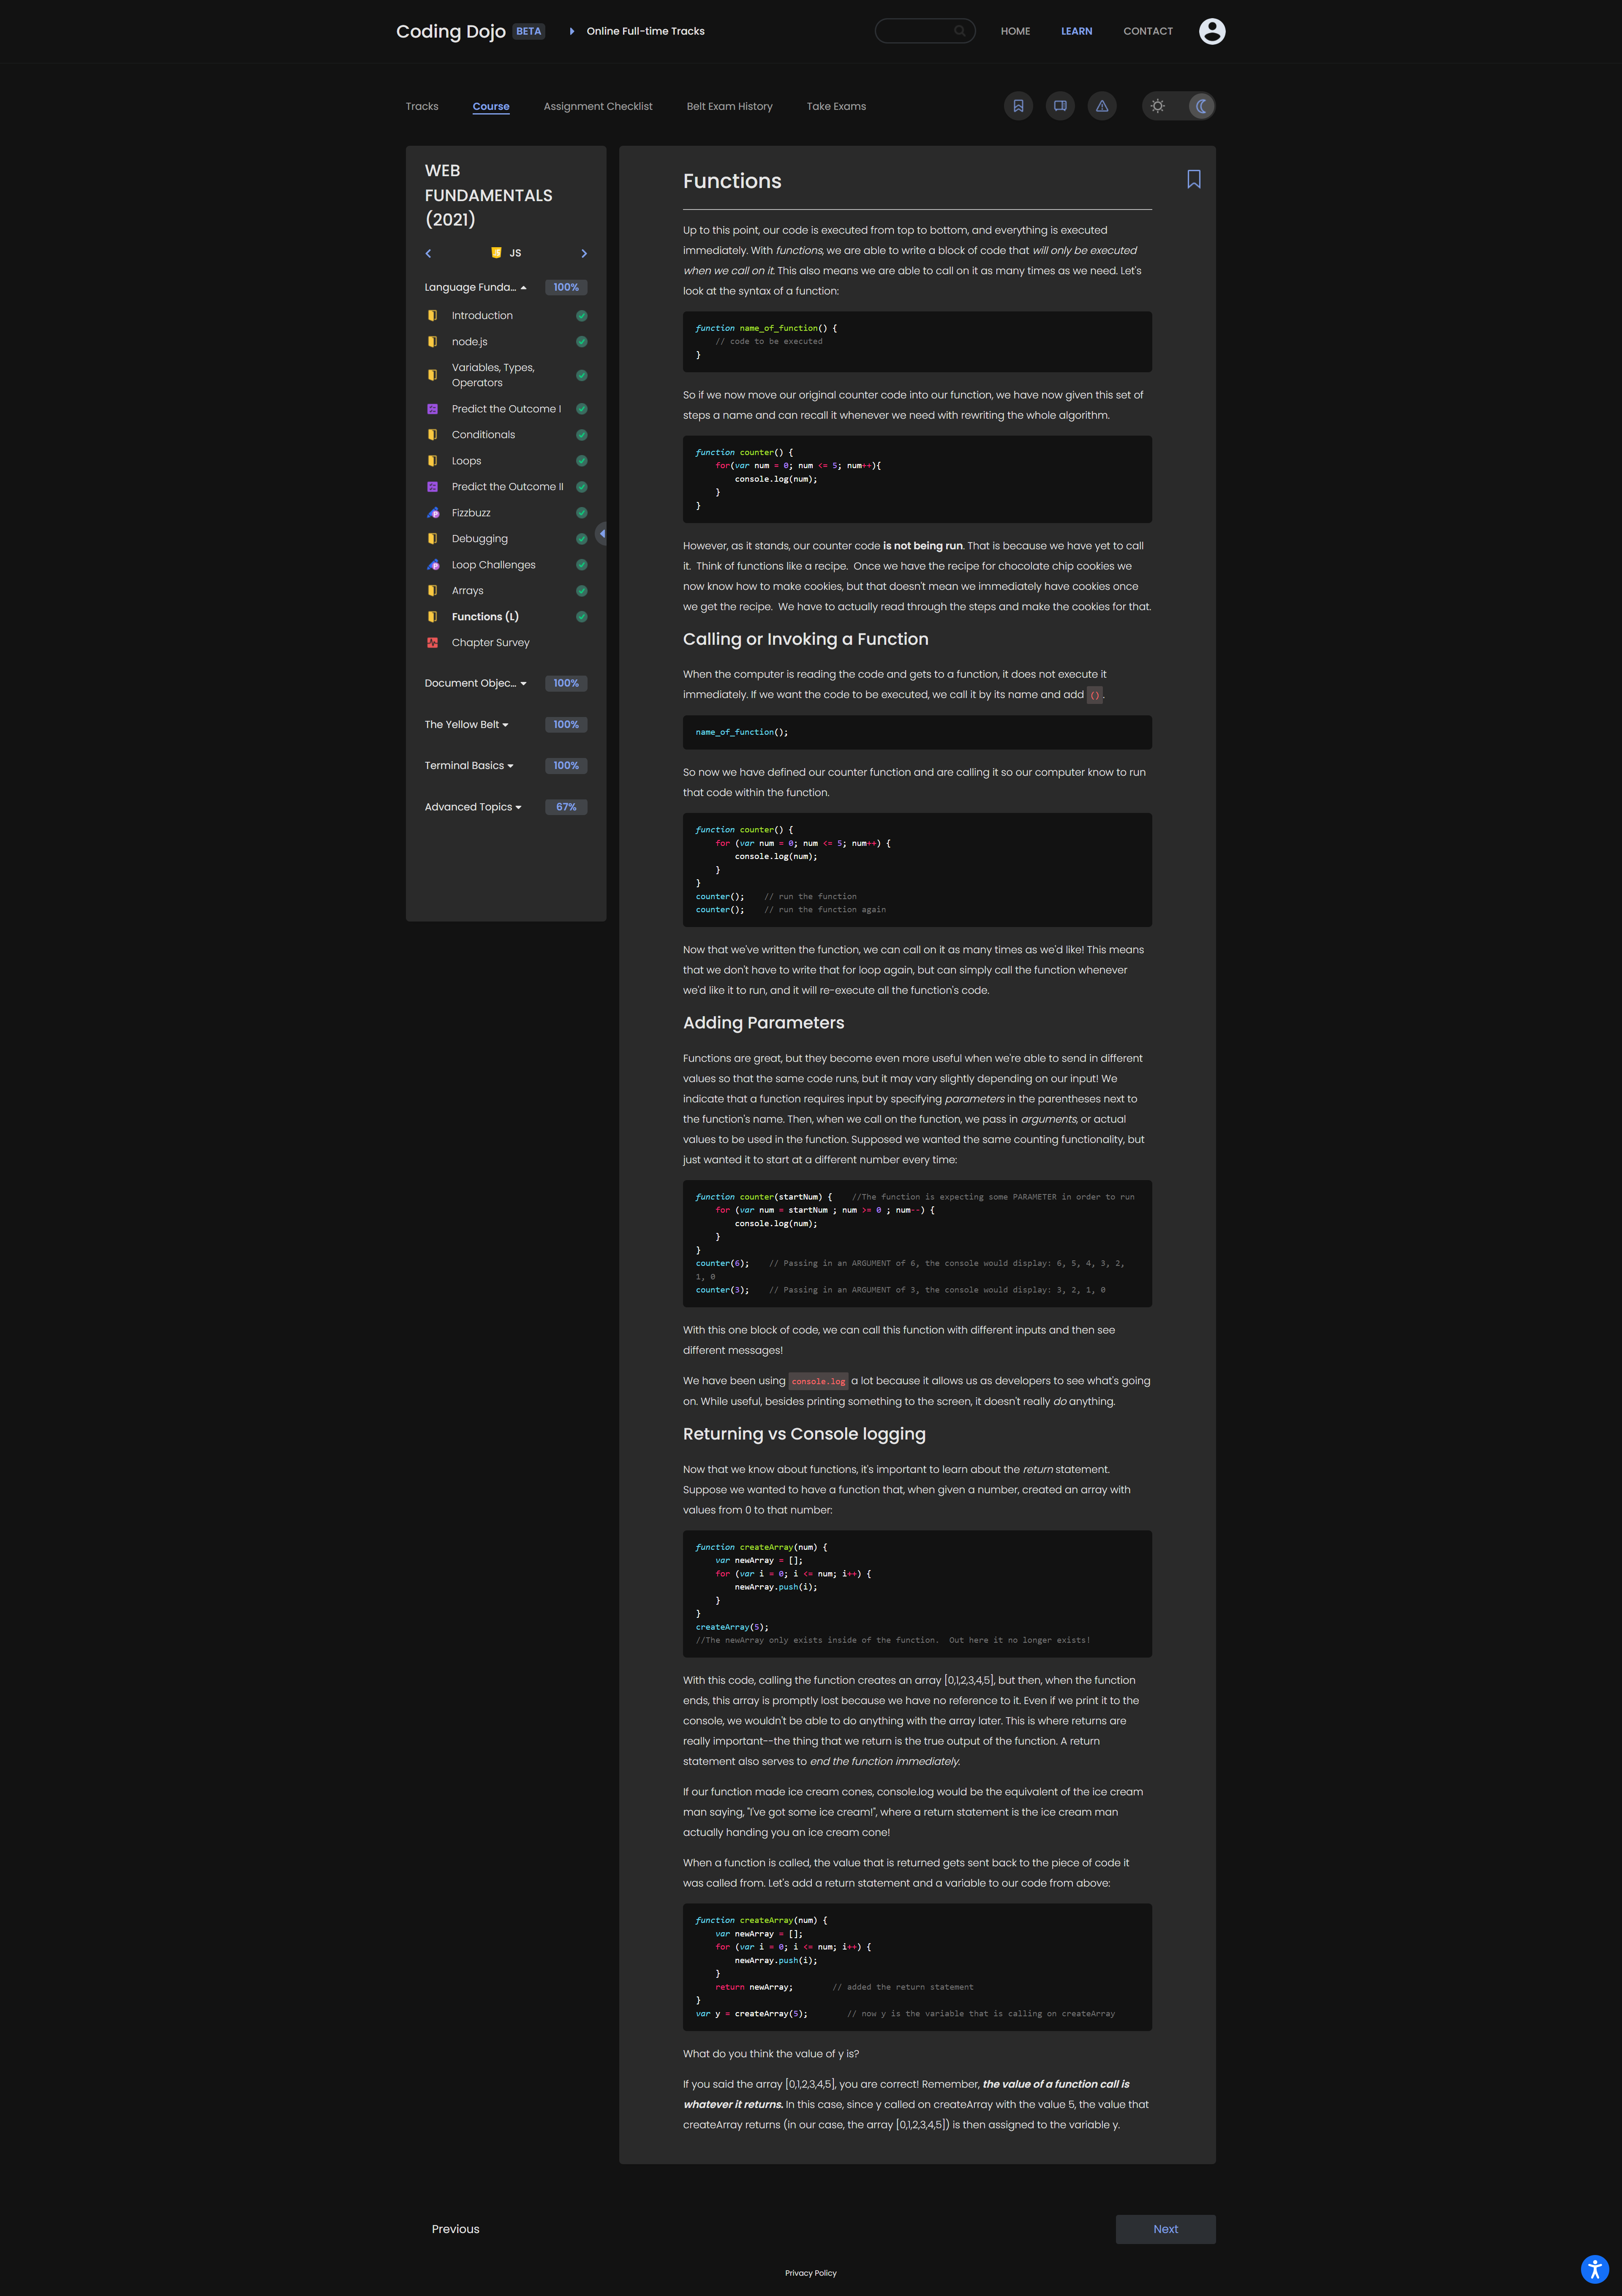 Coding Dojo BETA Online Full-time Tracks HOME LEARN CONTACT
Tracks Course Assignment Checklist Belt Exam History Take Exams
WEB
FUNDAMENTALS
(2021)
JS
Language Funda... 100%
Introduction
node.js
Variables, Types,
Operators
Predict the Outcome I
Conditionals
Loops
Predict the Outcome II
Fizzbuzz
Debugging
Loop Challenges
Arrays
Functions (L)
Chapter Survey
Document Objec... 100%
The Yellow Belt 100%
Terminal Basics 100%
Advanced Topics 67%
Functions
Up to this point, our code is executed from top to bottom, and everything is executed
immediately. With functions, we are able to write a block of code that will only be executed
when we call on it. This also means we are able to call on it as many times as we need. Let's
look at the syntax of a function:
function name_of_function() {
    // code to be executed
}
So if we now move our original counter code into our function, we have now given this set of
steps a name and can recall it whenever we need with rewriting the whole algorithm.
function counter() {
    for(var num = 0; num <= 5; num++){
        console.log(num);
    }
}
However, as it stands, our counter code is not being run. That is because we have yet to call
it.  Think of functions like a recipe.  Once we have the recipe for chocolate chip cookies we
now know how to make cookies, but that doesn't mean we immediately have cookies once
we get the recipe.  We have to actually read through the steps and make the cookies for that.
Calling or Invoking a Function
When the computer is reading the code and gets to a function, it does not execute it
immediately. If we want the code to be executed, we call it by its name and add ().
name_of_function();
So now we have defined our counter function and are calling it so our computer know to run
that code within the function.
function counter() {
    for (var num = 0; num <= 5; num++) {
        console.log(num);
    }
}
counter();    // run the function
counter();    // run the function again
Now that we've written the function, we can call on it as many times as we'd like! This means
that we don't have to write that for loop again, but can simply call the function whenever
we'd like it to run, and it will re-execute all the function's code.
Adding Parameters
Functions are great, but they become even more useful when we're able to send in different
values so that the same code runs, but it may vary slightly depending on our input! We
indicate that a function requires input by specifying parameters in the parentheses next to
the function's name. Then, when we call on the function, we pass in arguments, or actual
values to be used in the function. Supposed we wanted the same counting functionality, but
just wanted it to start at a different number every time:
function counter(startNum) {    //The function is expecting some PARAMETER in order to run
    for (var num = startNum ; num >= 0 ; num--) {
        console.log(num);
    }
}
counter(6);    // Passing in an ARGUMENT of 6, the console would display: 6, 5, 4, 3, 2,
1, 0
counter(3);    // Passing in an ARGUMENT of 3, the console would display: 3, 2, 1, 0
With this one block of code, we can call this function with different inputs and then see
different messages!
We have been using console.log a lot because it allows us as developers to see what's going
on. While useful, besides printing something to the screen, it doesn't really do anything.
Returning vs Console logging
Now that we know about functions, it's important to learn about the return statement.
Suppose we wanted to have a function that, when given a number, created an array with
values from 0 to that number:
function createArray(num) {
    var newArray = [];
    for (var i = 0; i <= num; i++) {
        newArray.push(i);
    }
}
createArray(5);
//The newArray only exists inside of the function.  Out here it no longer exists!
With this code, calling the function creates an array [0,1,2,3,4,5], but then, when the function
ends, this array is promptly lost because we have no reference to it. Even if we print it to the
console, we wouldn't be able to do anything with the array later. This is where returns are
really important--the thing that we return is the true output of the function. A return
statement also serves to end the function immediately.
If our function made ice cream cones, console.log would be the equivalent of the ice cream
man saying, "I've got some ice cream!", where a return statement is the ice cream man
actually handing you an ice cream cone!
When a function is called, the value that is returned gets sent back to the piece of code it
was called from. Let's add a return statement and a variable to our code from above:
function createArray(num) {
    var newArray = [];
    for (var i = 0; i <= num; i++) {
        newArray.push(i);
    }
    return newArray;        // added the return statement
}
var y = createArray(5);        // now y is the variable that is calling on createArray
What do you think the value of y is?
If you said the array [0,1,2,3,4,5], you are correct! Remember, the value of a function call is
whatever it returns. In this case, since y called on createArray with the value 5, the value that
createArray returns (in our case, the array [0,1,2,3,4,5]) is then assigned to the variable y.
Previous Next
Privacy Policy